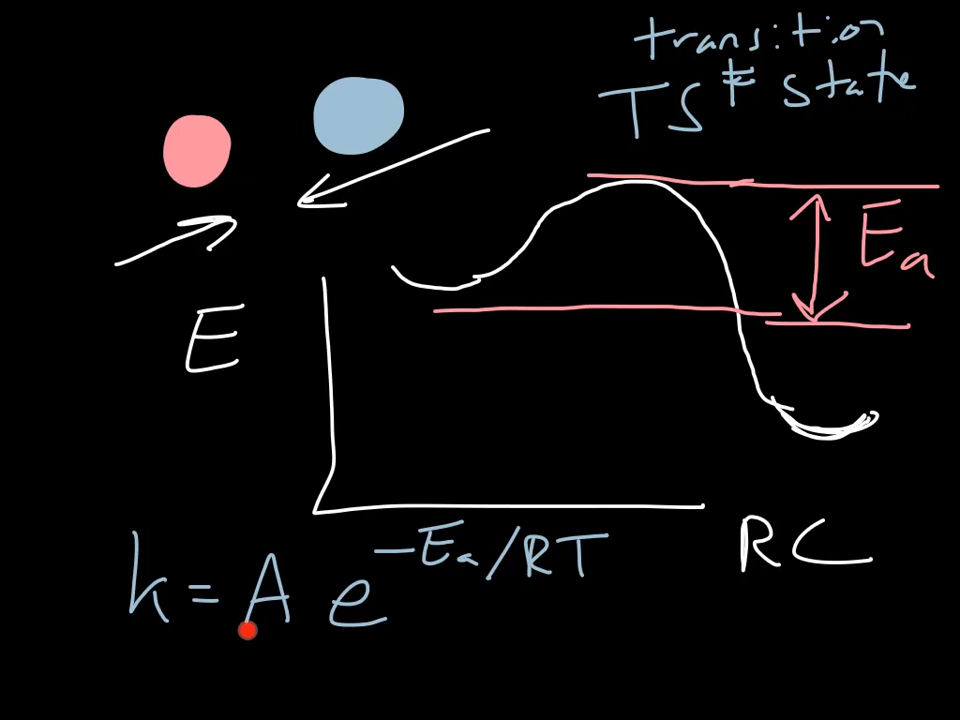 transition
TS‡ state
Ea
E
RC
k = A e^-Ea/RT